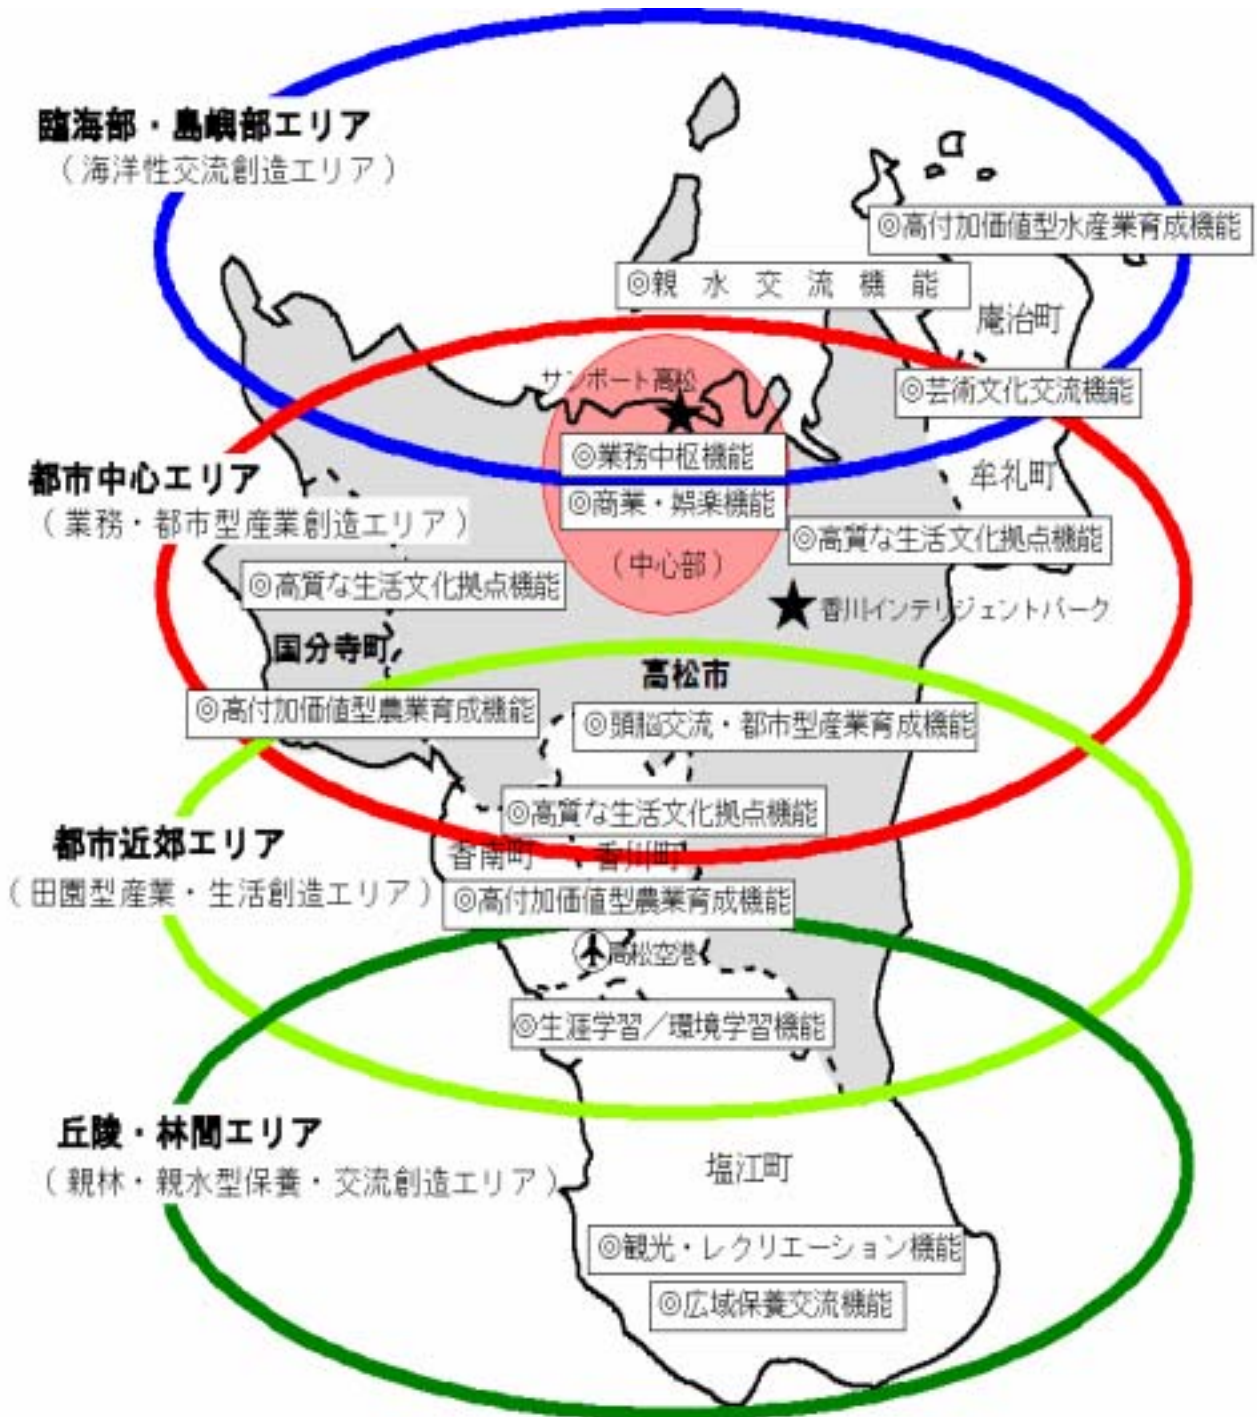 臨海部・島嶼部エリア
（海洋性交流創造エリア）
◎高付加価値型水産業育成機能
◎親水交流機能
庵治町
サンポート高松
◎芸術文化交流機能
◎業務中枢機能
都市中心エリア
牟礼町
◎商業・娯楽機能
（業務・都市型産業創造エリア）
◎高質な生活文化拠点機能
（中心部）
◎高質な生活文化拠点機能
香川インテリジェントパーク
国分寺町
高松市
◎高付加価値型農業育成機能
◎頭脳交流・都市型産業育成機能
◎高質な生活文化拠点機能
都市近郊エリア
香南町
香川町
（田園型産業・生活創造エリア）
◎高付加価値型農業育成機能
高松空港
◎生涯学習／環境学習機能
丘陵・林間エリア
塩江町
（親林・親水型保養・交流創造エリア）
◎観光・レクリエーション機能
◎広域保養交流機能